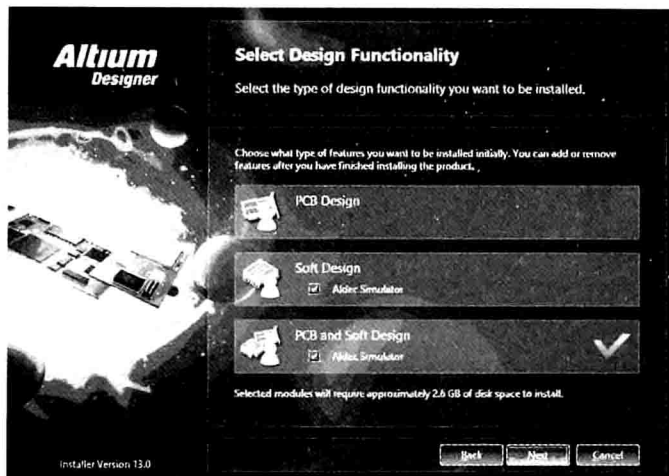 Altium
Designer
Select Design Functionality
Select the type of design functionality you want to be installed.
Choose what type of features you want to be installed initially. You can add or remove
features after you have finished installing the product.
PCB Design
Soft Design
Aldec Simulator
PCB and Soft Design
Aldec Simulator
Selected modules will require approximately 2.6 GB of disk space to install.
Installer Version 13.0
Back
Next
Cancel